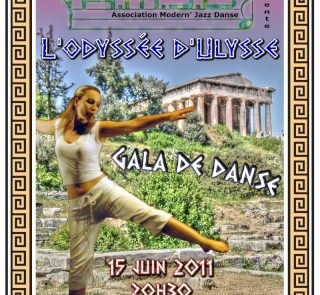 Association Modern' Jazz Danse
L'ODYSSÉE D'ULYSSE
GALA DE DANSE
15 JUIN 2011
20H30